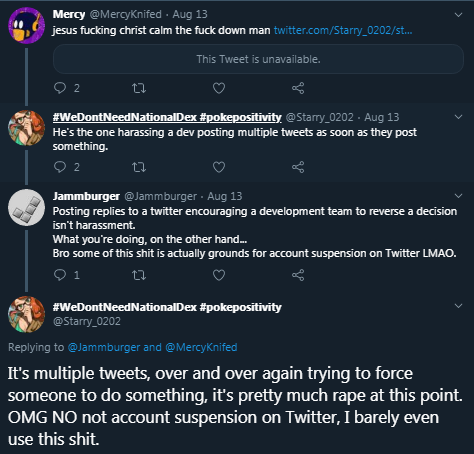 Mercy @MercyKnifed · Aug 13
jesus fucking christ calm the fuck down man twitter.com/Starry_0202/st...
This Tweet is unavailable.
2
#WeDontNeedNationalDex #pokepositivity @Starry_0202 · Aug 13
He's the one harassing a dev posting multiple tweets as soon as they post
something.
2
Jammburger @Jammburger · Aug 13
Posting replies to a twitter encouraging a development team to reverse a decision
isn't harassment.
What you're doing, on the other hand...
Bro some of this shit is actually grounds for account suspension on Twitter LMAO.
1
#WeDontNeedNationalDex #pokepositivity
@Starry_0202
Replying to @Jammburger and @MercyKnifed
It's multiple tweets, over and over again trying to force
someone to do something, it's pretty much rape at this point.
OMG NO not account suspension on Twitter, I barely even
use this shit.